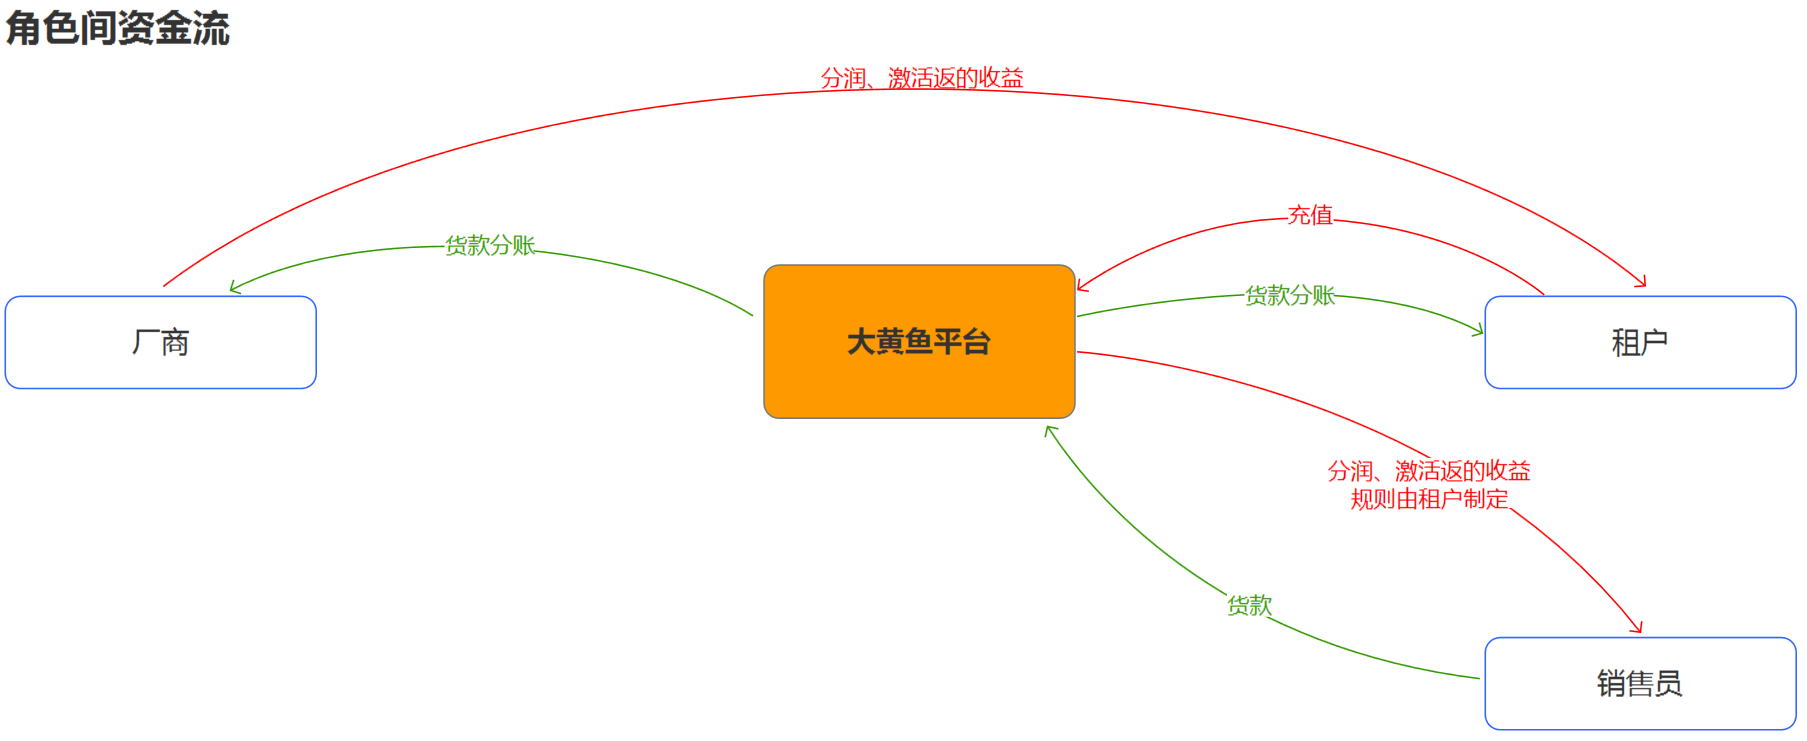 角色间资金流
分润、激活返的收益
充值
货款分账
货款分账
厂商
大黄鱼平台
租户
分润、激活返的收益
规则由租户制定
货款
销售员